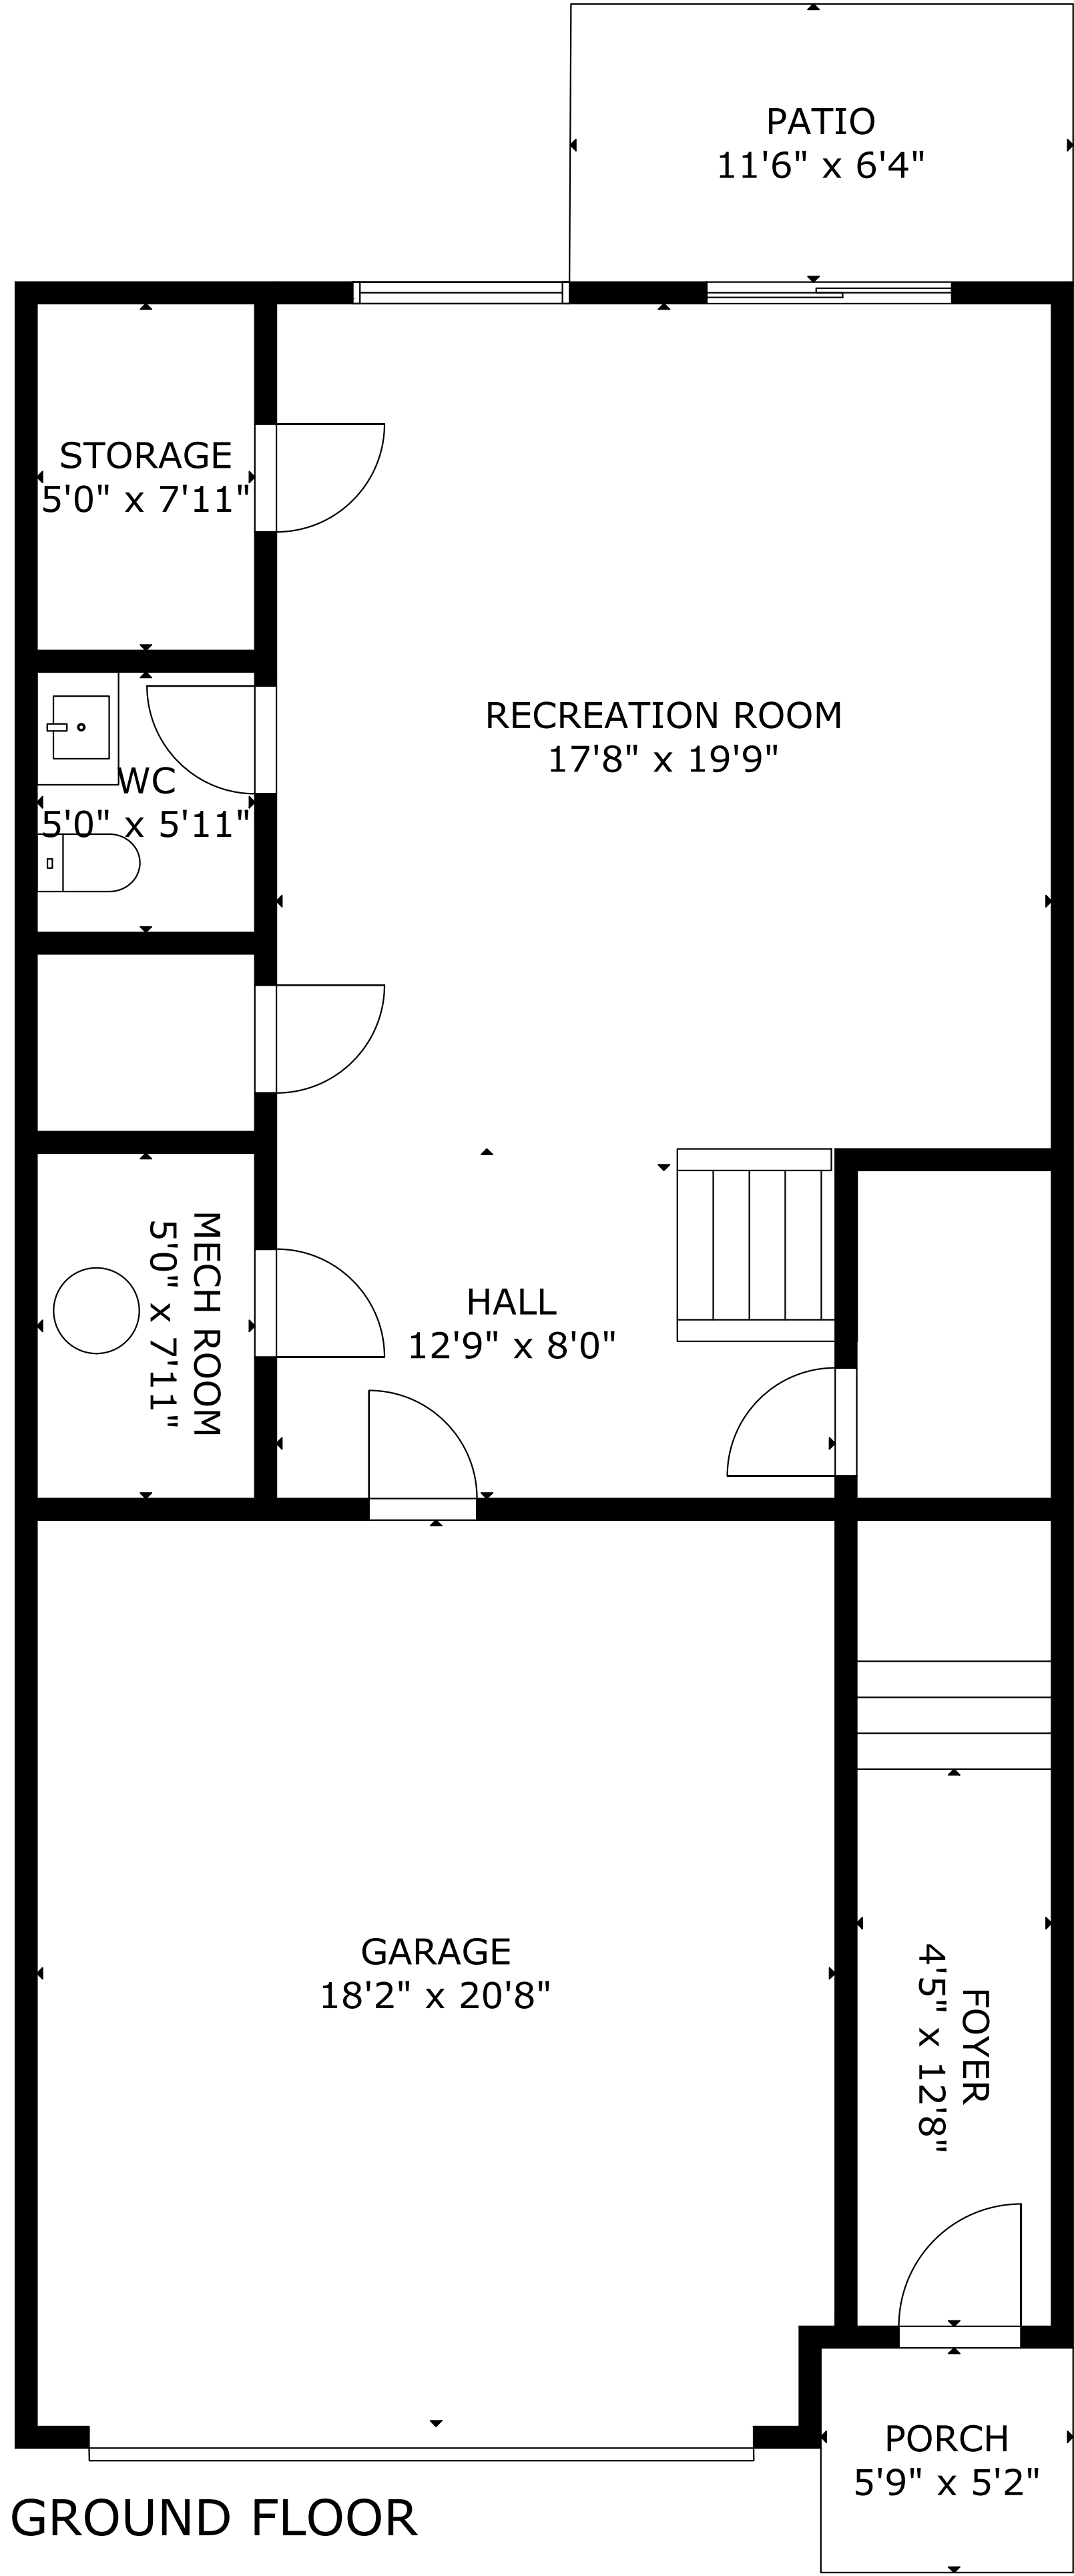 PATIO
11'6" x 6'4"
STORAGE
5'0" x 7'11"
RECREATION ROOM
17'8" x 19'9"
WC
5'0" x 5'11"
MECH ROOM
5'0" x 7'11"
HALL
12'9" x 8'0"
GARAGE
18'2" x 20'8"
FOYER
4'5" x 12'8"
PORCH
5'9" x 5'2"
GROUND FLOOR